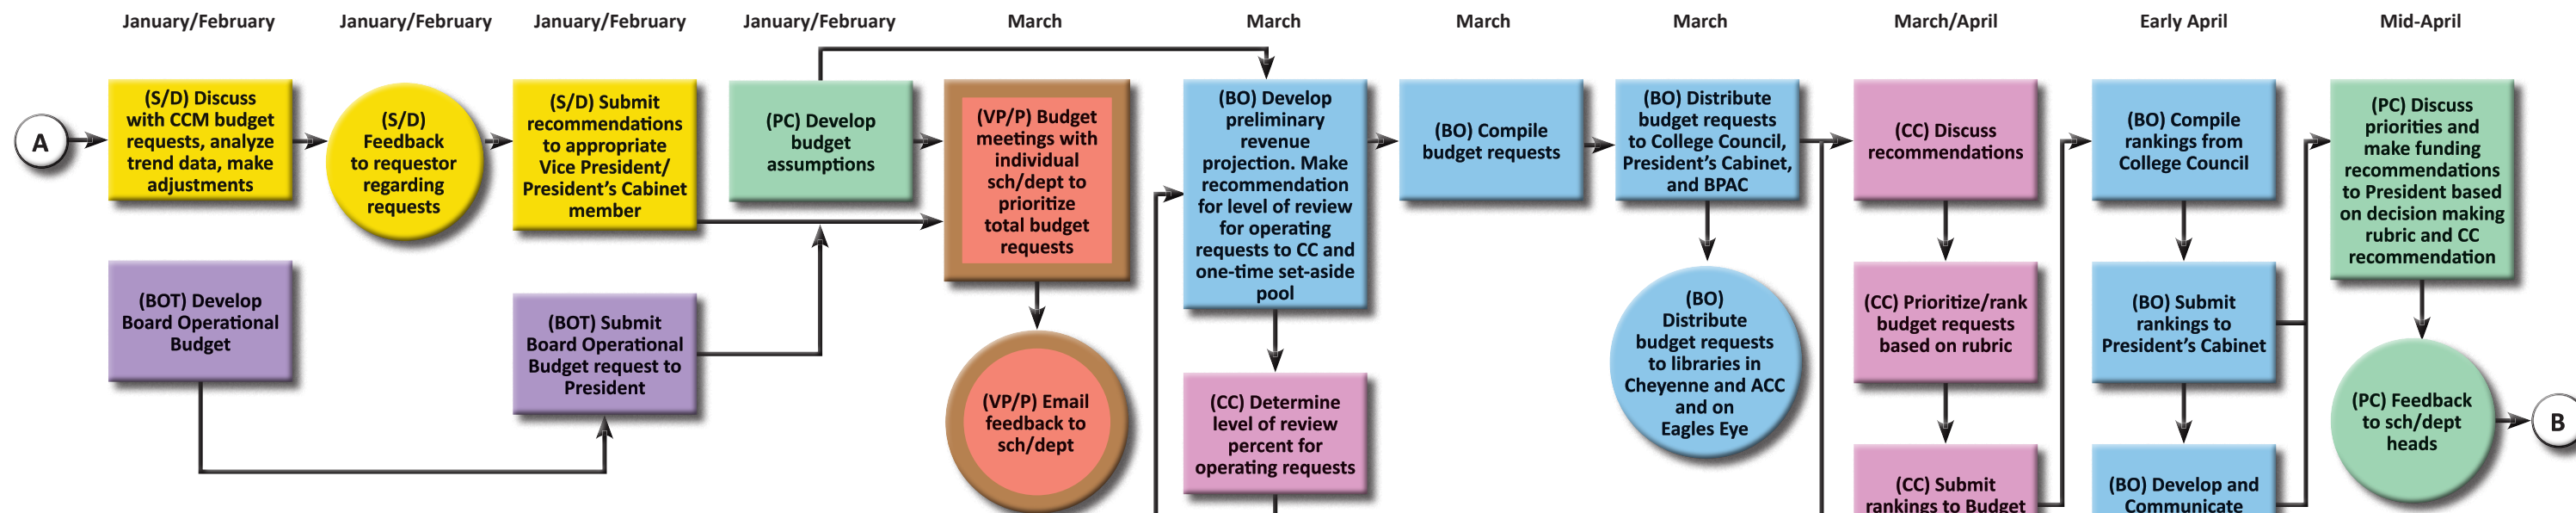 January/February
January/February
January/February
January/February
March
March
March
March
March/April
Early April
Mid-April
A
(S/D) Discuss
with CCM budget
requests, analyze
trend data, make
adjustments
(S/D)
Feedback
to requestor
regarding
requests
(S/D) Submit
recommendations
to appropriate
Vice President/
President's Cabinet
member
(PC) Develop
budget
assumptions
(VP/P) Budget
meetings with
individual
sch/dept to
prioritize
total budget
requests
(BO) Develop
preliminary
revenue
projection. Make
recommendation
for level of review
for operating
requests to CC and
one-time set-aside
pool
(BO) Compile
budget requests
(BO) Distribute
budget requests
to College Council,
President's Cabinet,
and BPAC
(CC) Discuss
recommendations
(BO) Compile
rankings from
College Council
(PC) Discuss
priorities and
make funding
recommendations
to President based
on decision making
rubric and CC
recommendation
(BOT) Develop
Board Operational
Budget
(BOT) Submit
Board Operational
Budget request to
President
(VP/P) Email
feedback to
sch/dept
(CC) Determine
level of review
percent for
operating requests
(BO)
Distribute
budget requests
to libraries in
Cheyenne and ACC
and on
Eagles Eye
(CC) Prioritize/rank
budget requests
based on rubric
(BO) Submit
rankings to
President's Cabinet
(PC) Feedback
to sch/dept
heads
B
(CC) Submit
rankings to Budget
(BO) Develop and
Communicate